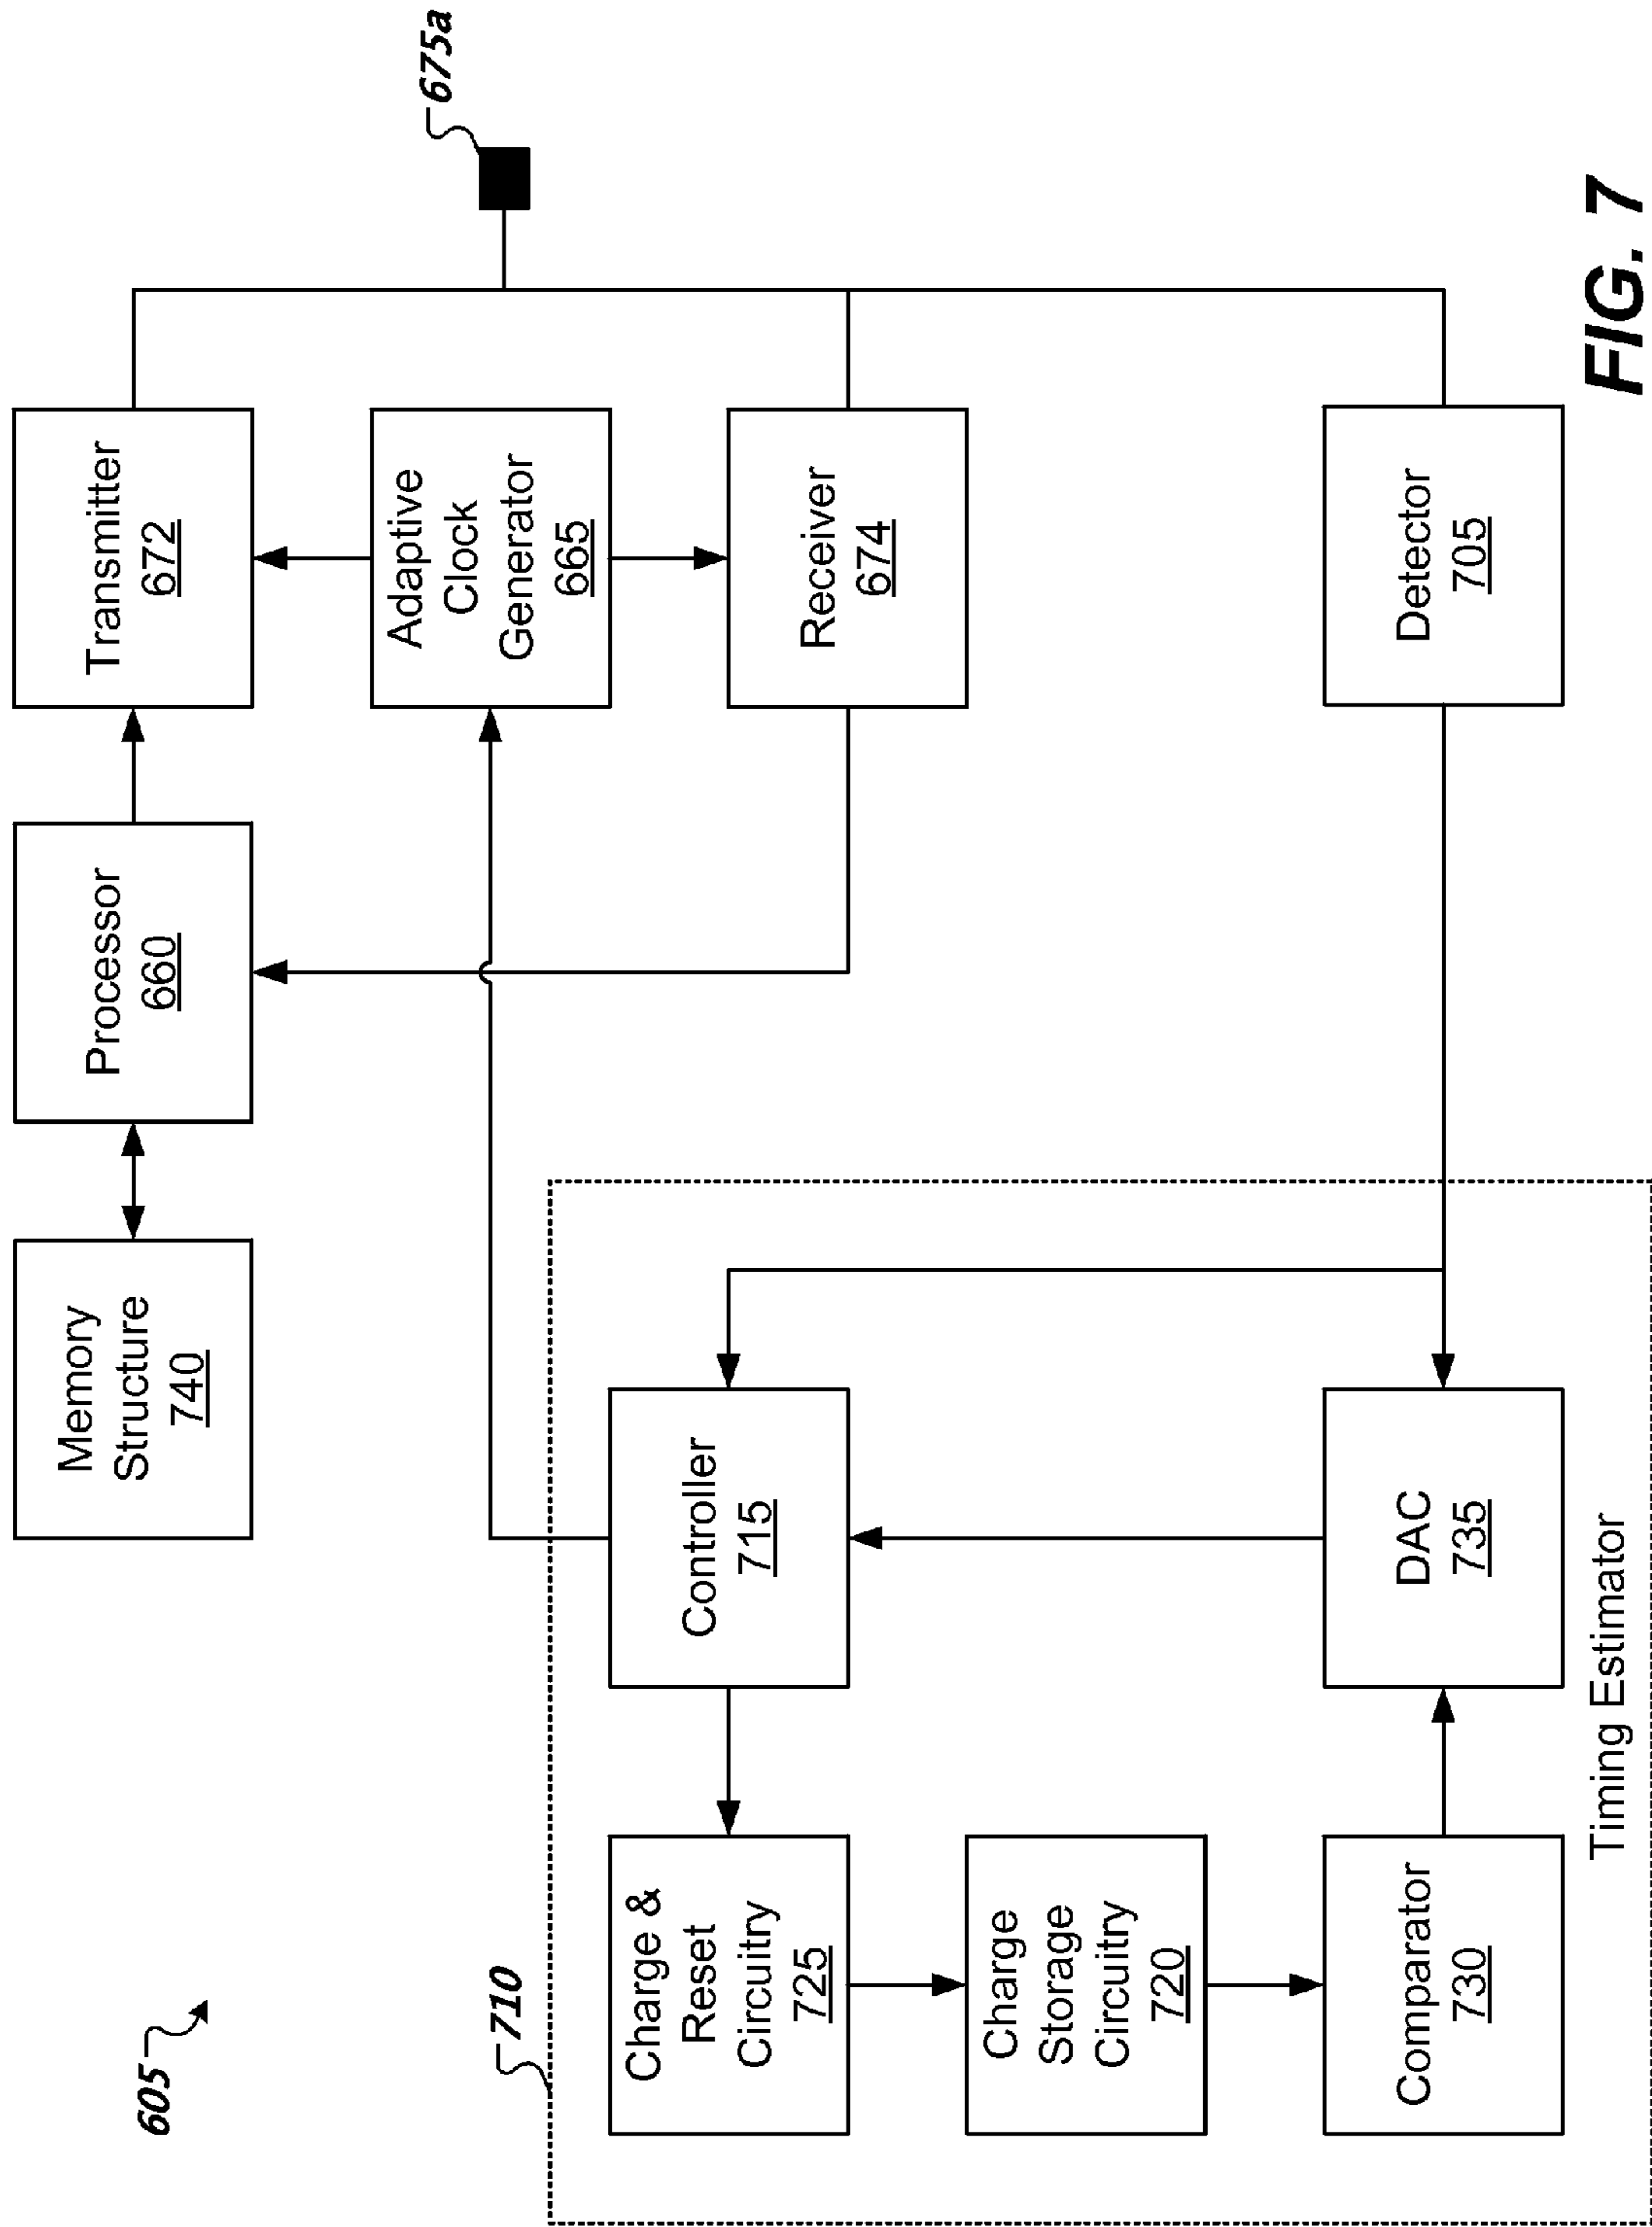 605
Memory
Structure
740
Processor
660
Transmitter
672
Adaptive
Clock
Generator
665
Receiver
674
675a
710
Charge &
Reset
Circuitry
725
Controller
715
Charge
Storage
Circuitry
720
Comparator
730
DAC
735
Detector
705
Timing Estimator
FIG. 7